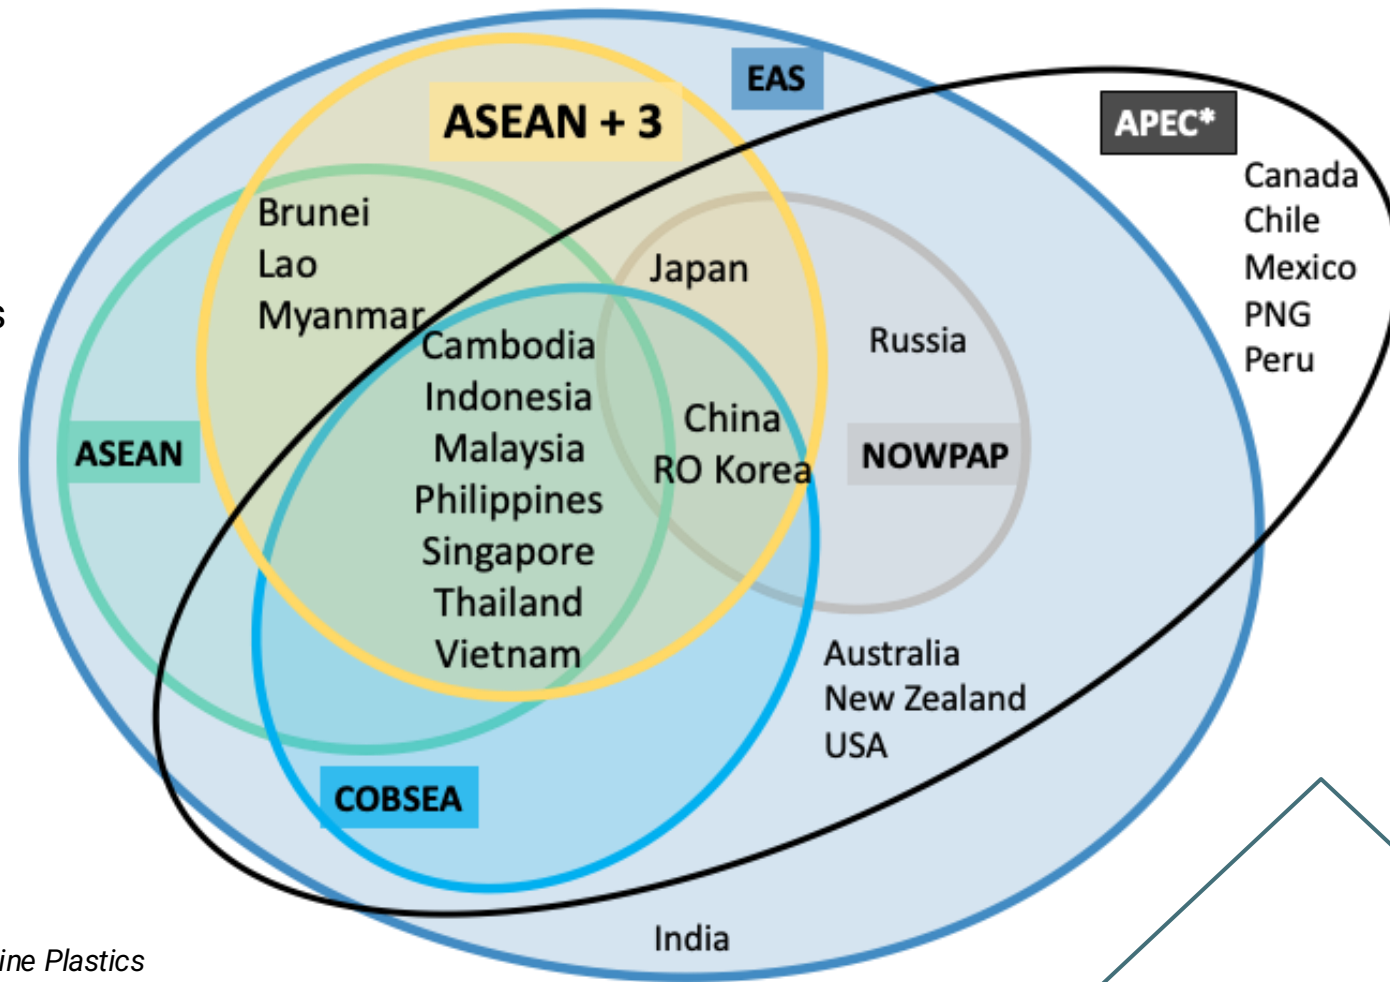 EAS
ASEAN + 3
APEC*
Canada
Chile
Mexico
PNG
Peru
Brunei
Lao
Myanmar
Japan
s
Cambodia
Indonesia
Malaysia
Philippines
Singapore
Thailand
Vietnam
Russia
China
RO Korea
ASEAN
NOWPAP
Australia
New Zealand
USA
COBSEA
India
ine Plastics